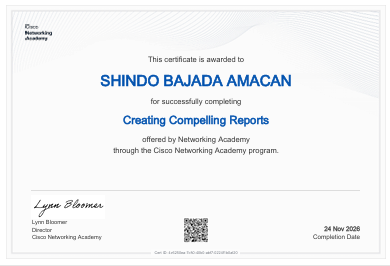 Cisco
Networking
Academy
This certificate is awarded to
SHINDO BAJADA AMACAN
for successfully completing
Creating Compelling Reports
offered by Networking Academy
through the Cisco Networking Academy program.
Lynn Bloomer
Lynn Bloomer
Director
Cisco Networking Academy
24 Nov 2026
Completion Date